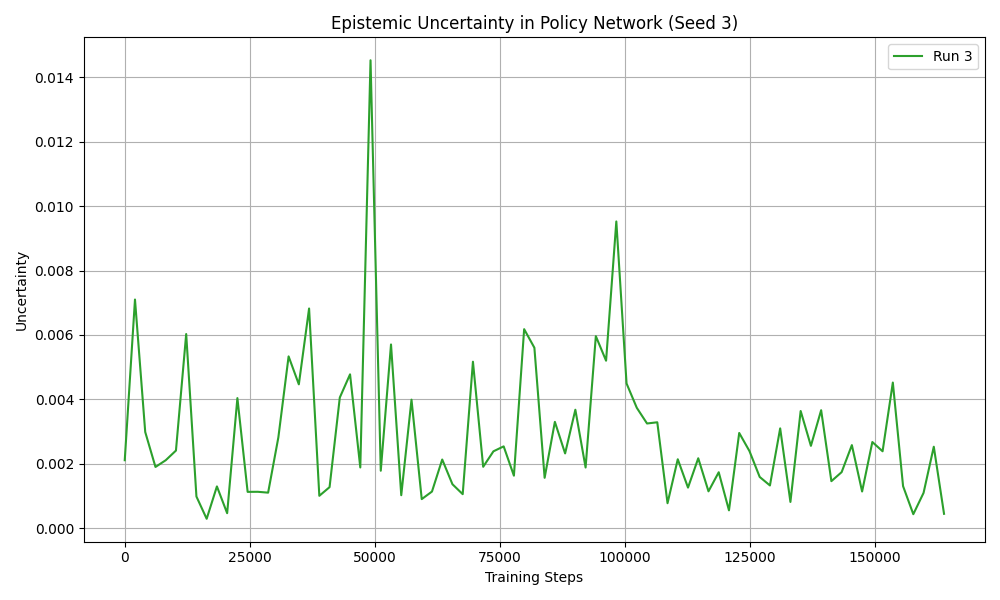 Epistemic Uncertainty in Policy Network (Seed 3)
Run 3
Uncertainty
0.014
0.012
0.010
0.008
0.006
0.004
0.002
0.000
0 25000 50000 75000 100000 125000 150000
Training Steps